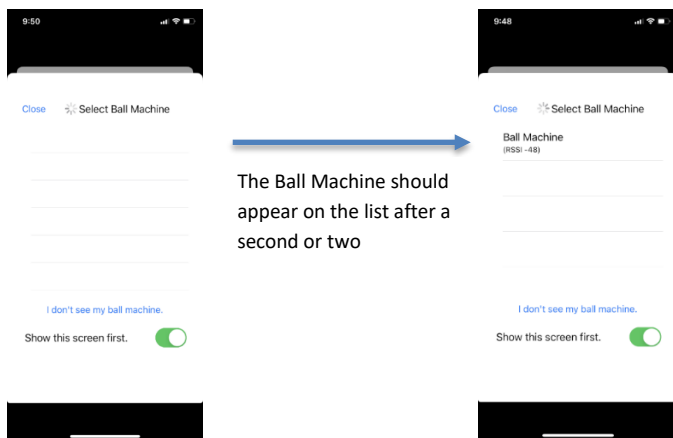 9:50
Close Select Ball Machine
I don't see my ball machine.
Show this screen first.
The Ball Machine should
appear on the list after a
second or two
9:48
Close Select Ball Machine
Ball Machine
(RSSI -48)
I don't see my ball machine.
Show this screen first.